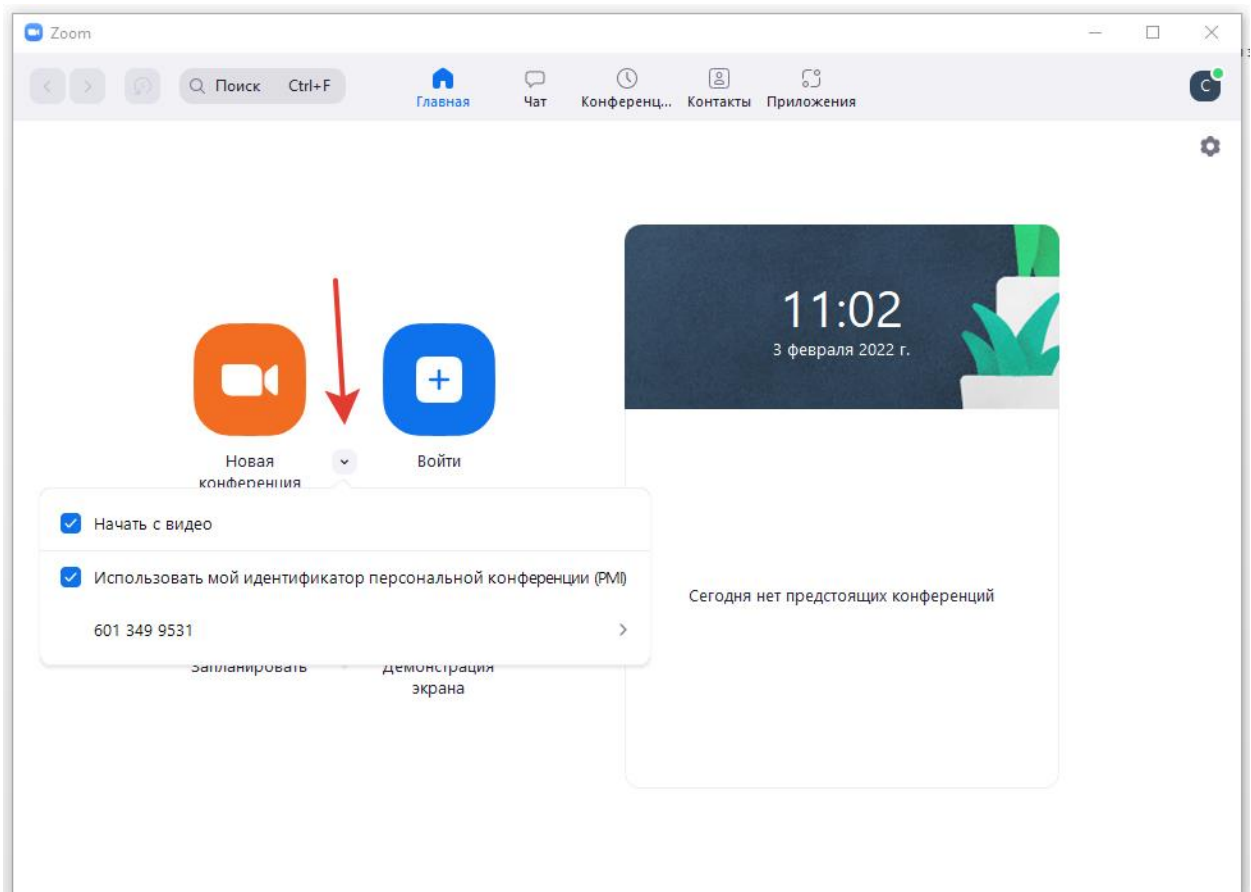 Zoom
Поиск Ctrl+F
Главная
Чат
Конференц...
Контакты
Приложения
С
11:02
3 февраля 2022 г.
Новая
конференция
Войти
Начать с видео
Использовать мой идентификатор персональной конференции (PMI)
601 349 9531
Сегодня нет предстоящих конференций
Запланировать
Демонстрация
экрана